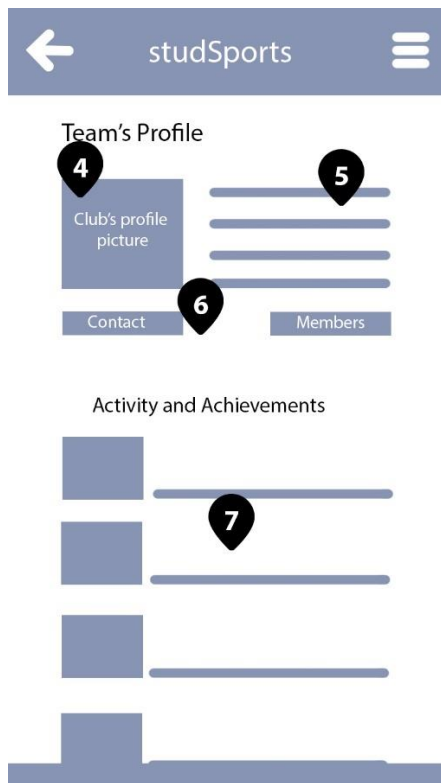 studSports
Team's Profile
4
5
Club's profile
picture
6
Contact
Members
Activity and Achievements
7